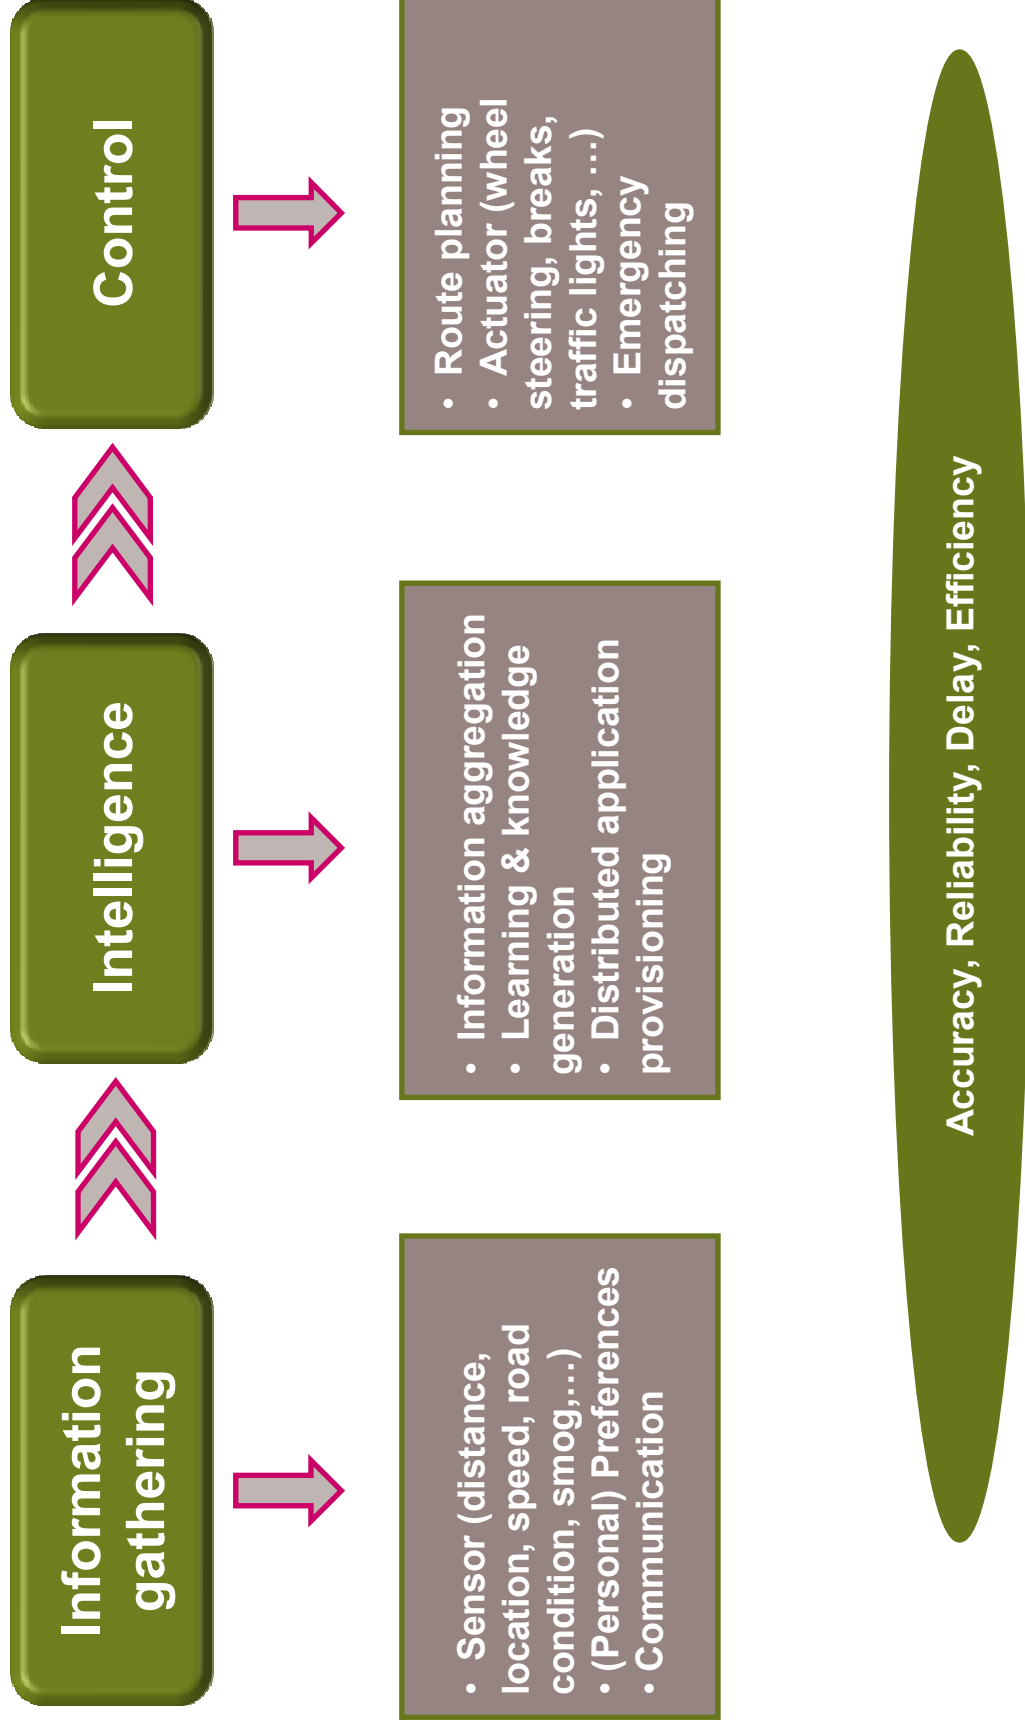 Information
gathering
Intelligence
Control
• Sensor (distance,
location, speed, road
condition, smog,…)
• (Personal) Preferences
• Communication
• Information aggregation
• Learning & knowledge
generation
• Distributed application
provisioning
• Route planning
• Actuator (wheel
steering, breaks,
traffic lights, …)
• Emergency
dispatching
Accuracy, Reliability, Delay, Efficiency